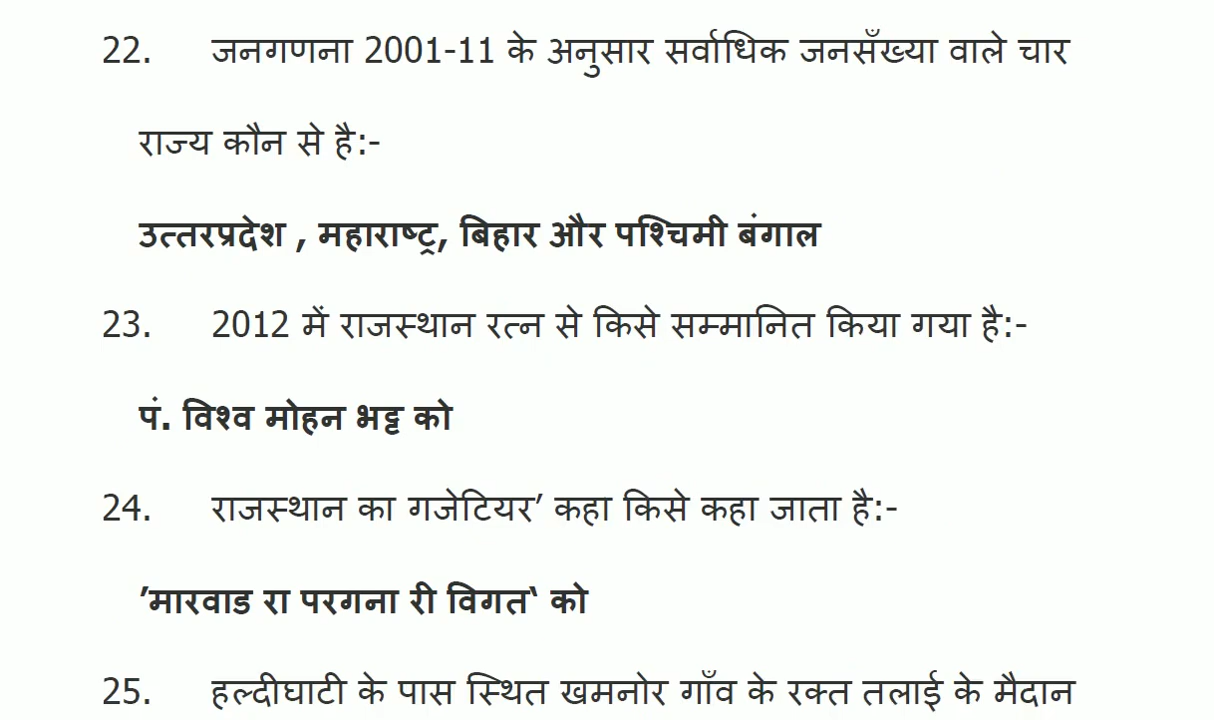 22. जनगणना 2001-11 के अनुसार सर्वाधिक जनसँख्या वाले चार
राज्य कौन से है:-
उत्तरप्रदेश , महाराष्ट्र, बिहार और पश्चिमी बंगाल
23. 2012 में राजस्थान रत्न से किसे सम्मानित किया गया है:-
पं. विश्व मोहन भट्ट को
24. राजस्थान का गजेटियर’ कहा किसे कहा जाता है:-
’मारवाड रा परगना री विगत‘ को
25. हल्दीघाटी के पास स्थित खमनोर गाँव के रक्त तलाई के मैदान